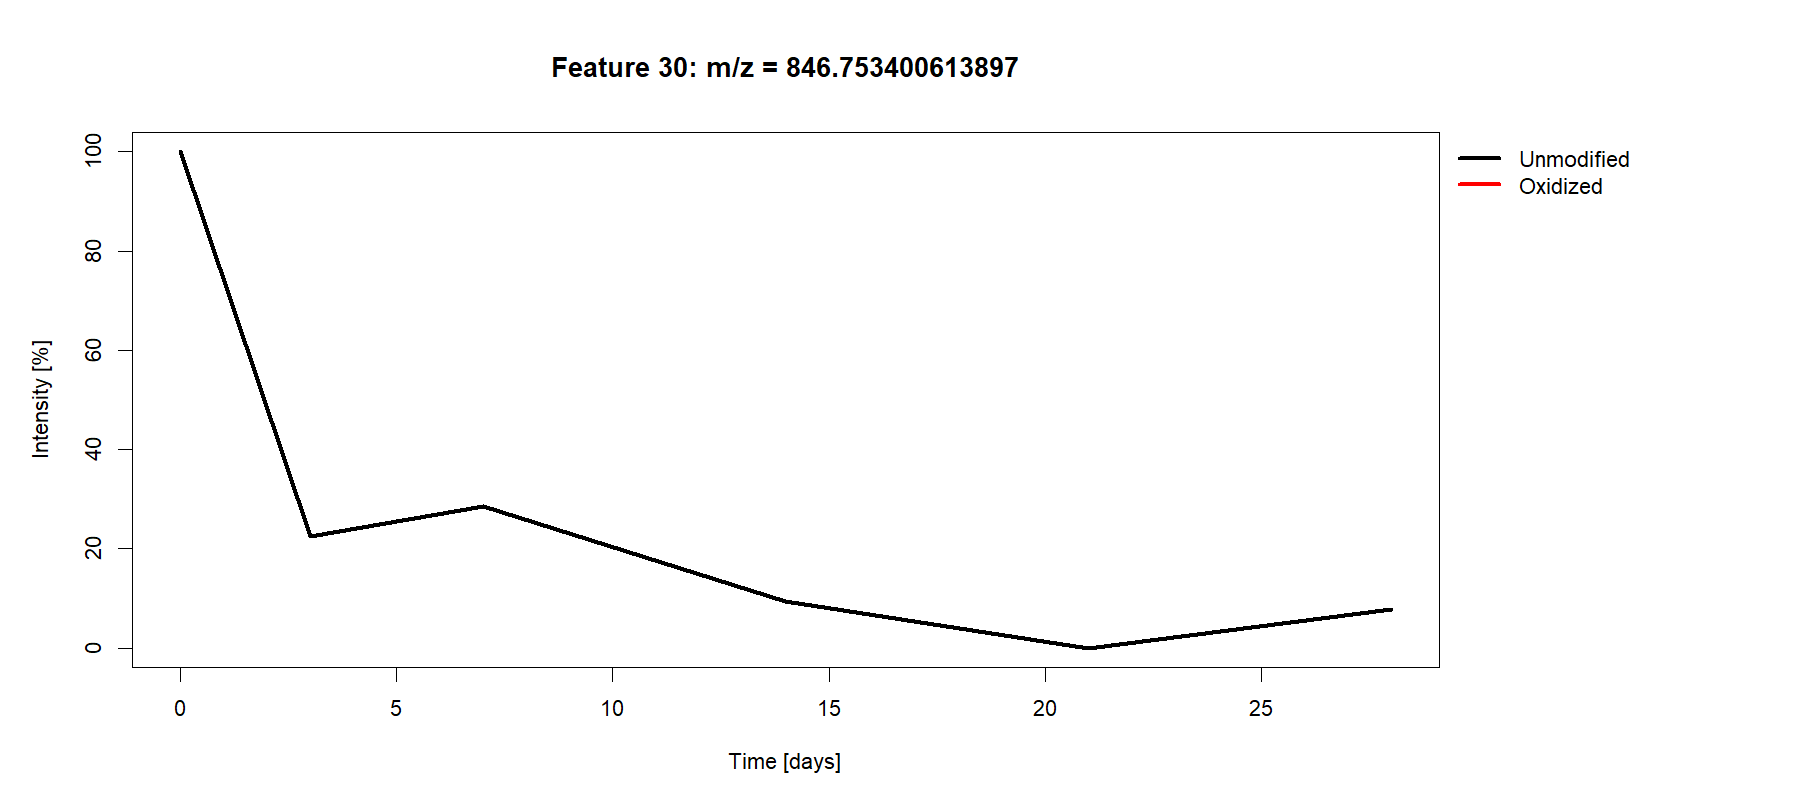 Feature 30: m/z = 846.753400613897
Unmodified
Oxidized
Intensity [%]
100
80
60
40
20
0
0 5 10 15 20 25
Time [days]